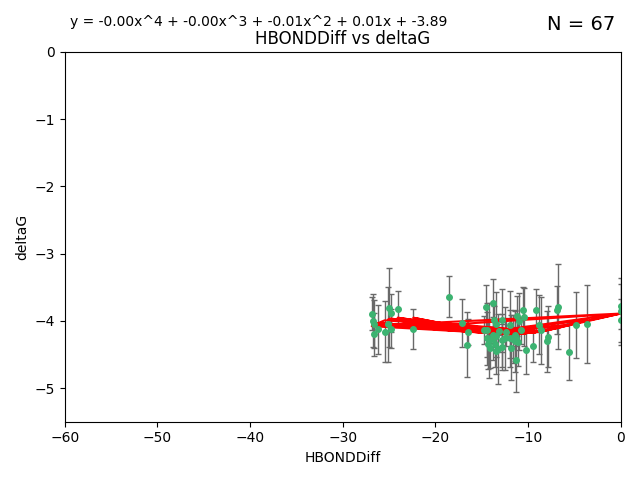 y = -0.00x^4 + -0.00x^3 + -0.01x^2 + 0.01x + -3.89
N = 67
HBONDDiff vs deltaG
0
−1
−2
−3
−4
−5
deltaG
−60 −50 −40 −30 −20 −10 0
HBONDDiff